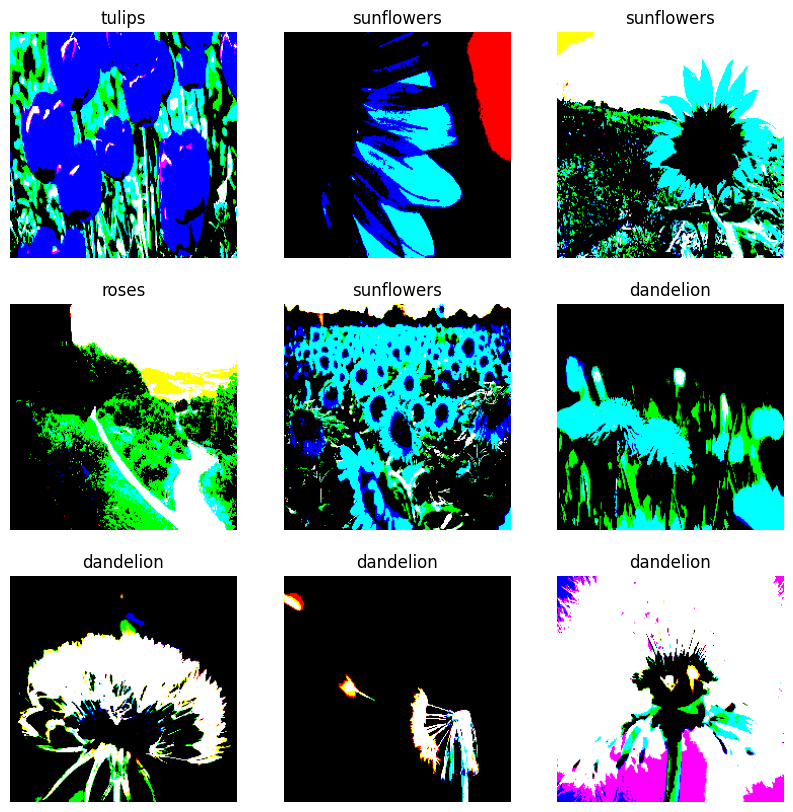 tulips
sunflowers
sunflowers
roses
sunflowers
dandelion
dandelion
dandelion
dandelion